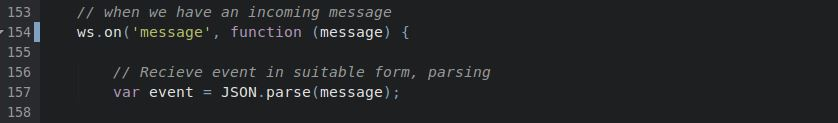 153 // when we have an incoming message
154 ws.on('message', function (message) {
155
156 // Recieve event in suitable form, parsing
157 var event = JSON.parse(message);
158